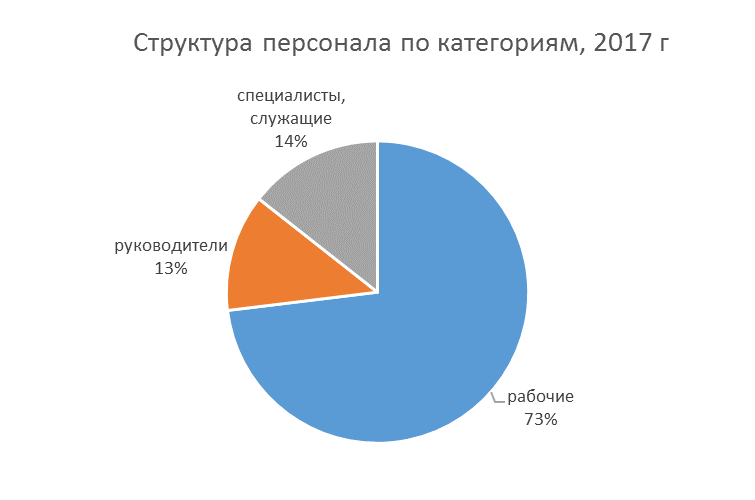 Структура персонала по категориям, 2017 г
специалисты,
служащие
14%
руководители
13%
рабочие
73%